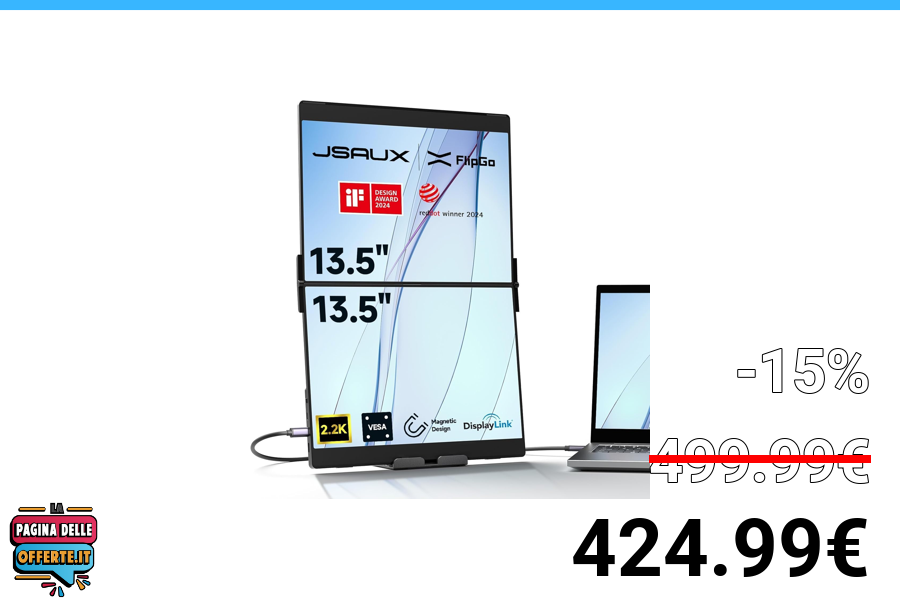 JSAUX FlipGo
iF DESIGN AWARD 2024
reddot winner 2024
13.5"
13.5"
2.2K
VESA
Magnetic Design
DisplayLink
-15%
499.99€
424.99€
LA
PAGINA DELLE
OFFERTE.IT